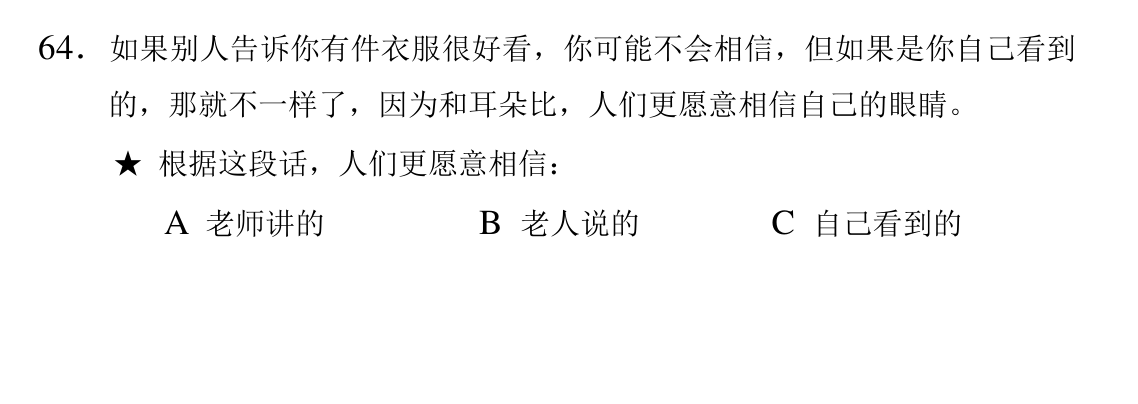 64． 如果别人告诉你有件衣服很好看，你可能不会相信，但如果是你自己看到
的，那就不一样了，因为和耳朵比，人们更愿意相信自己的眼睛。
★ 根据这段话，人们更愿意相信：
A 老师讲的 B 老人说的 C 自己看到的